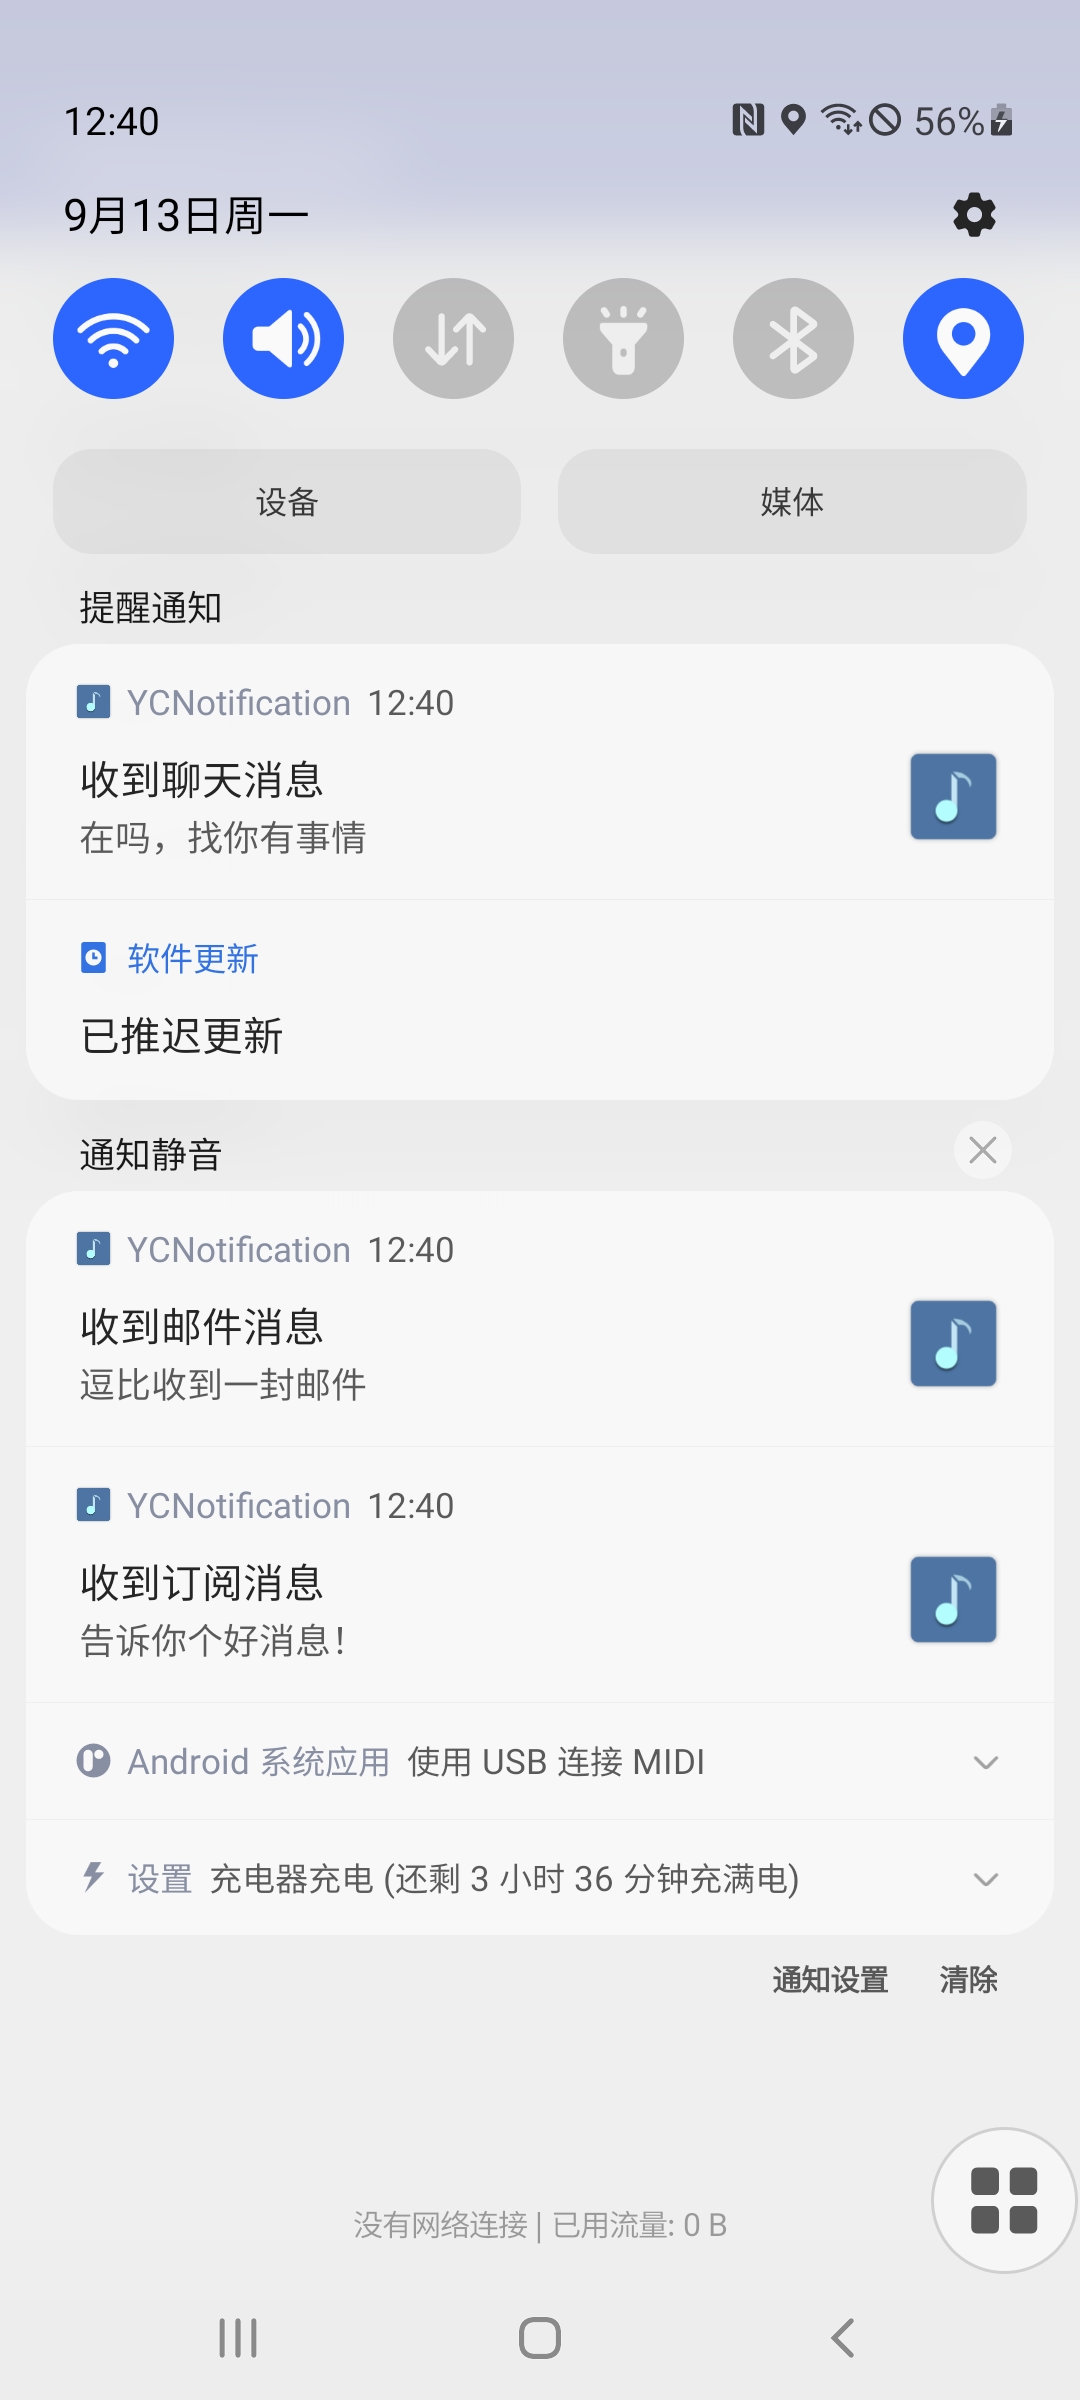 12:40
56%
9月13日周一
设备
媒体
提醒通知
YCNotification 12:40
收到聊天消息
在吗，找你有事情
软件更新
已推迟更新
通知静音
YCNotification 12:40
收到邮件消息
逗比收到一封邮件
YCNotification 12:40
收到订阅消息
告诉你个好消息！
Android 系统应用 使用 USB 连接 MIDI
设置 充电器充电 (还剩 3 小时 36 分钟充满电)
通知设置 清除
没有网络连接 | 已用流量: 0 B